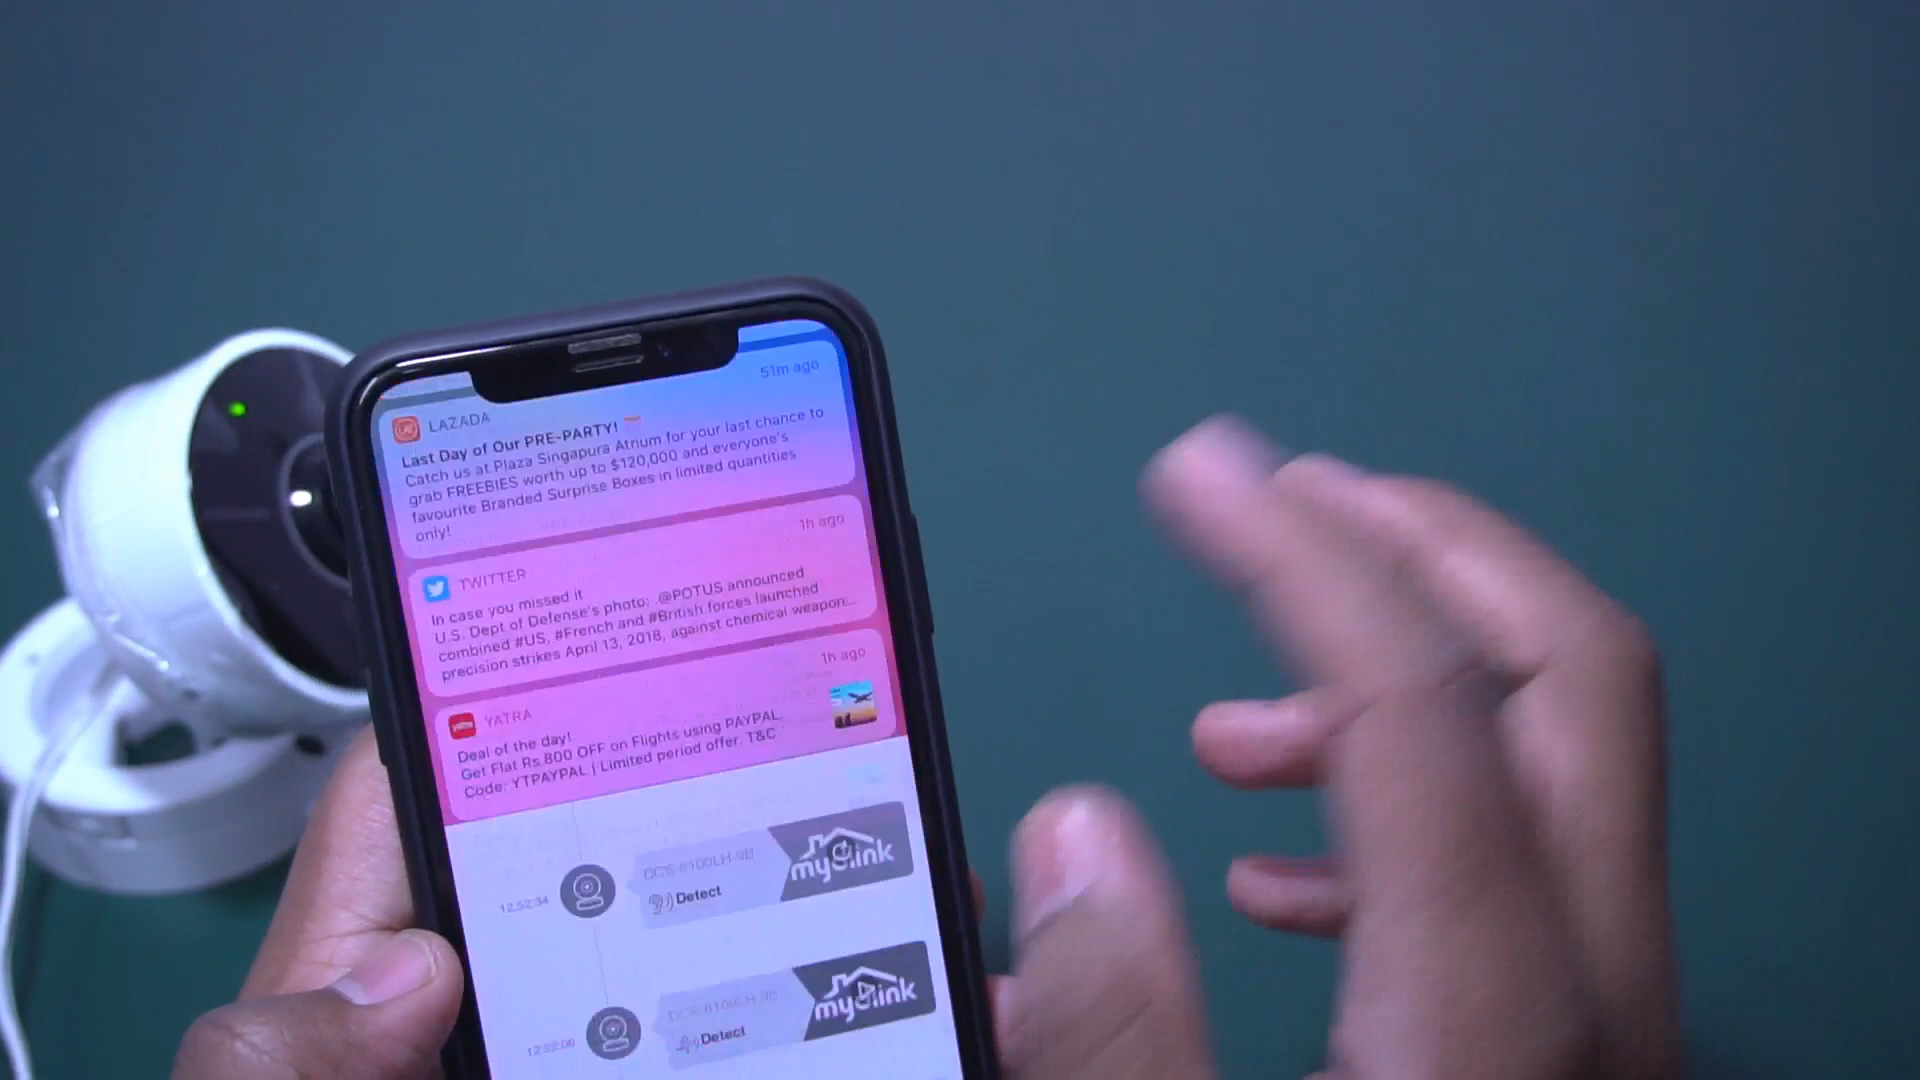 51m ago
LAZADA
Last Day of Our PRE-PARTY!
Catch us at Plaza Singapura Atrium for your last chance to
grab FREEBIES worth up to $120,000 and everyone's
favourite Branded Surprise Boxes in limited quantities
only!
1h ago
TWITTER
In case you missed it
U.S. Dept of Defense's photo: @POTUS announced
combined #US, #French and #British forces launched
precision strikes April 13, 2018, against chemical weapon...
1h ago
YATRA
Deal of the day!
Get Flat Rs.800 OFF on Flights using PAYPAL.
Code: YTPAYPAL | Limited period offer. T&C
DCS-8100LH-9B
12:52:34
Detect
mydlink
Detect
mydlink